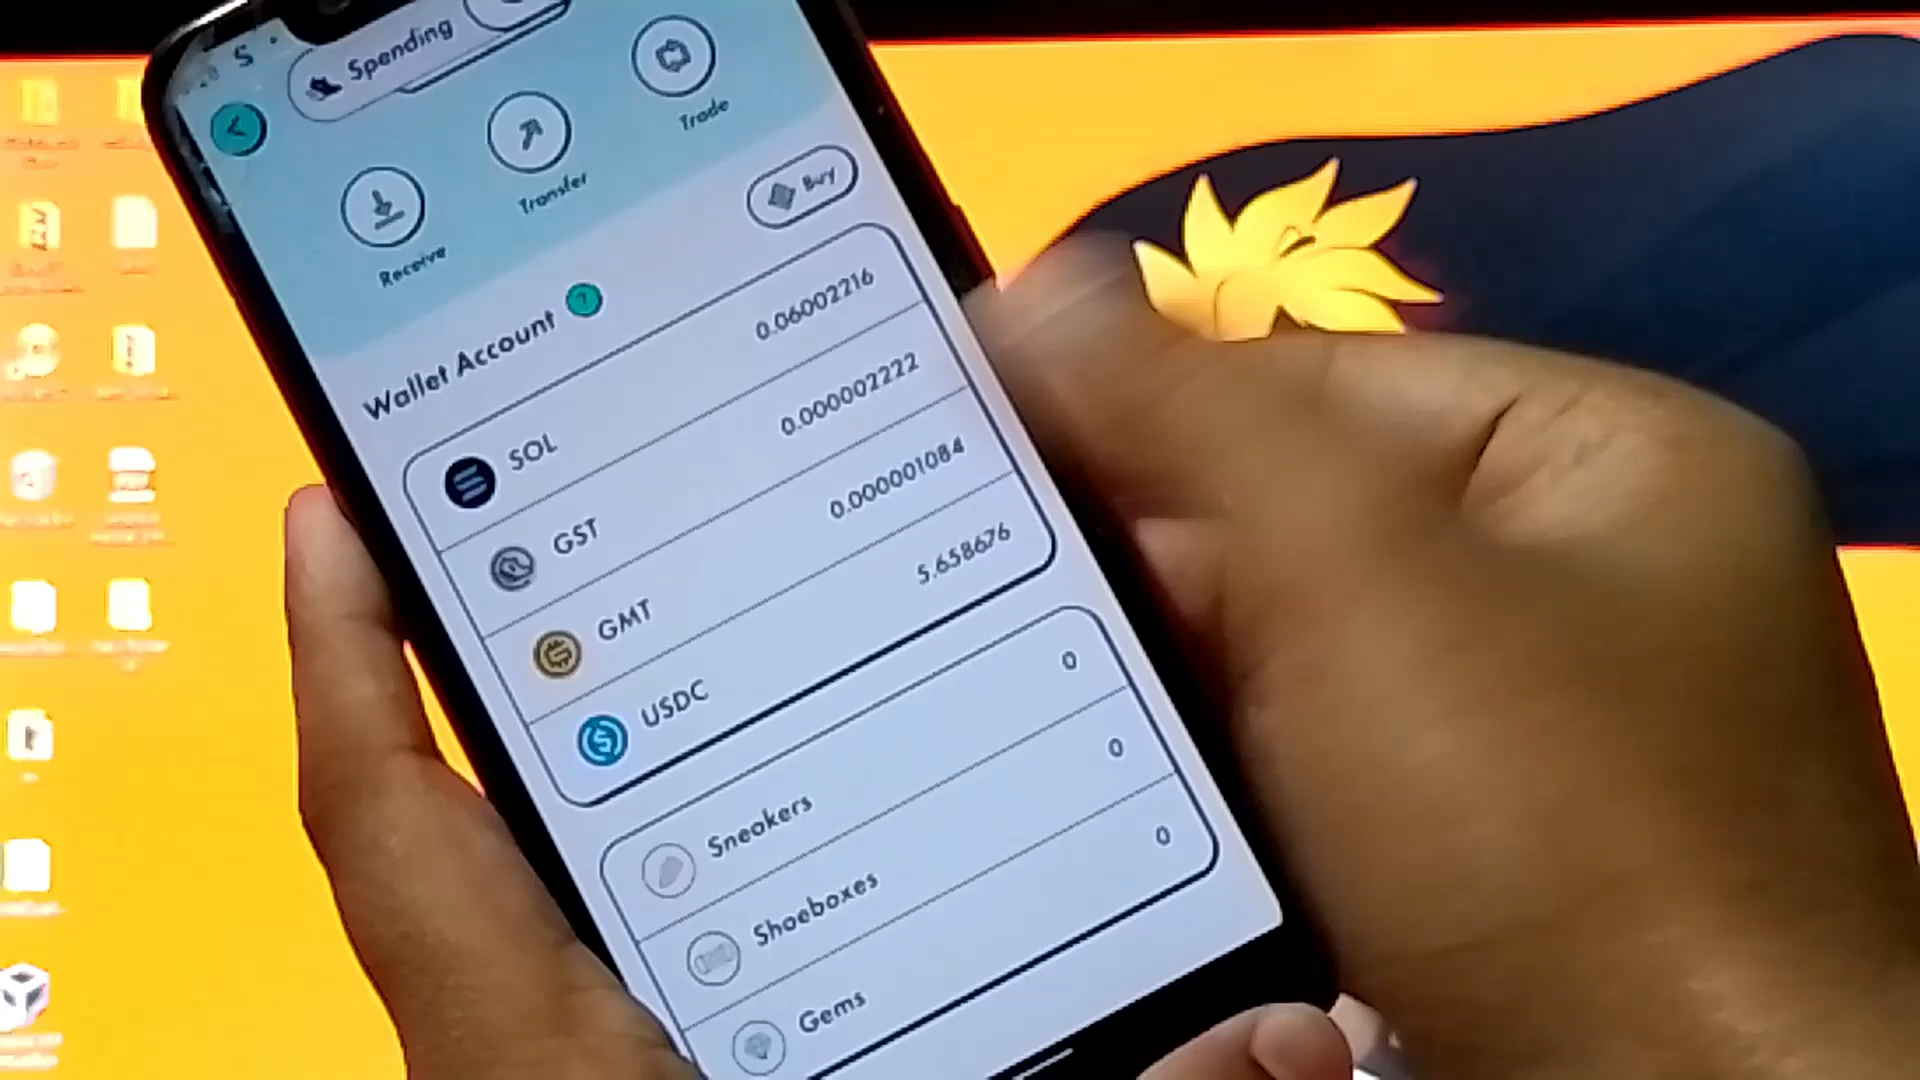 Spending
Receive
Transfer
Trade
Buy
Wallet Account ?
SOL 0.06002216
GST 0.000002222
GMT 0.000001084
USDC 5.658676
Sneakers 0
Shoeboxes 0
Gems 0